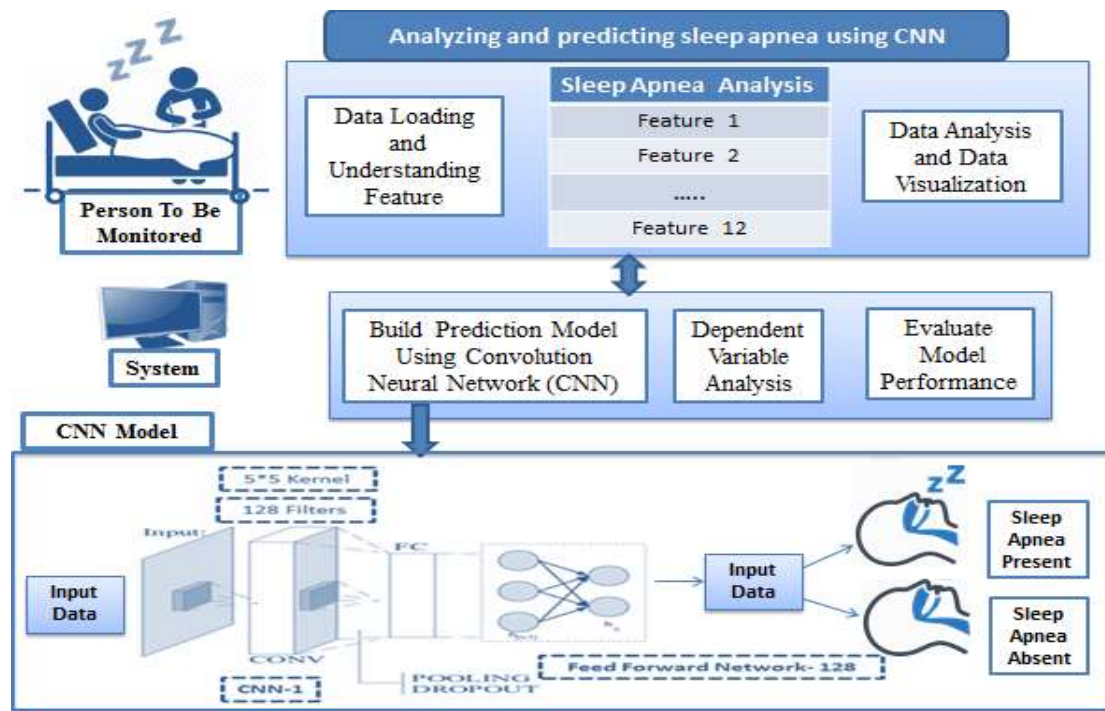 zzZ
Analyzing and predicting sleep apnea using CNN
Data Loading
and
Understanding
Feature
Sleep Apnea Analysis
Feature 1
Feature 2
.....
Feature 12
Data Analysis
and Data
Visualization
Person To Be
Monitored
System
Build Prediction Model
Using Convolution
Neural Network (CNN)
Dependent
Variable
Analysis
Evaluate
Model
Performance
CNN Model
5*5 Kernel
128 Filters
Input:
FC
Input
Data
CONV
CNN-1
POOLING
DROPOUT
Feed Forward Network- 128
Input
Data
zZ
Sleep
Apnea
Present
Sleep
Apnea
Absent